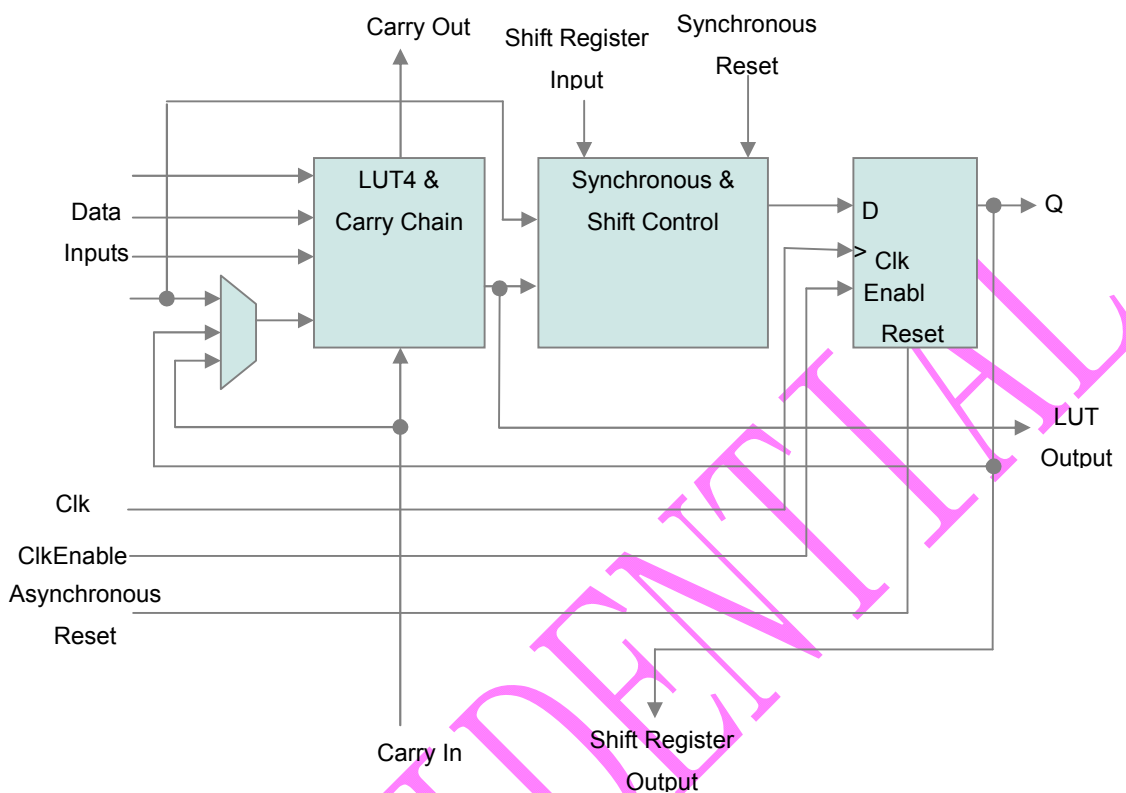 Carry Out
Shift Register
Input
Synchronous
Reset
LUT4 &
Carry Chain
Synchronous &
Shift Control
Data
Inputs
D
> Clk
Enabl
Reset
Q
LUT
Output
Clk
ClkEnable
Asynchronous
Reset
Carry In
Shift Register
Output
DENTIAL